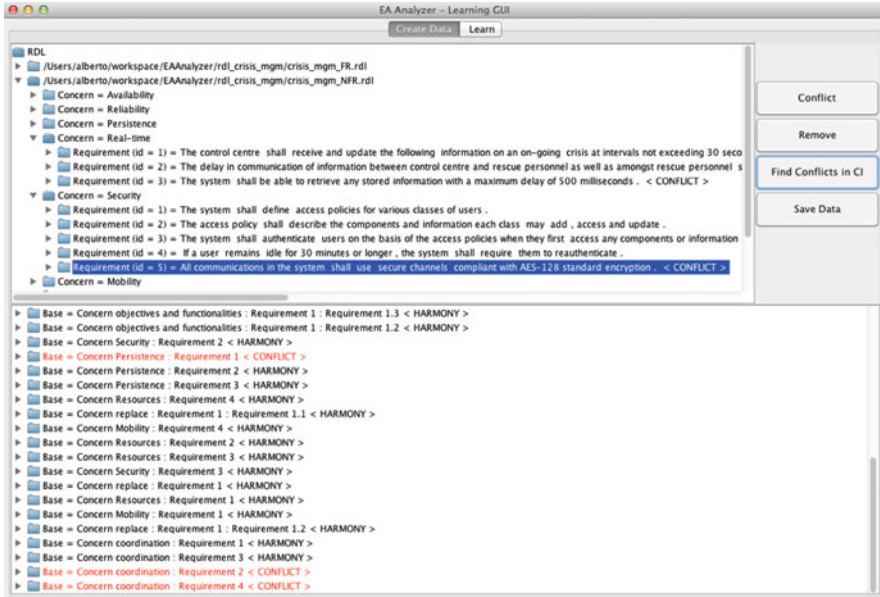 EA Analyzer - Learning GUI
Create Data Learn
RDL
/Users/alberto/workspace/EAAnalyzer/rdl_crisis_mgm/crisis_mgm_FR.rdl
/Users/alberto/workspace/EAAnalyzer/rdl_crisis_mgm/crisis_mgm_NFR.rdl
Concern = Availability
Concern = Reliability
Concern = Persistence
Concern = Real-time
Requirement (id = 1) = The control centre shall receive and update the following information on an on-going crisis at intervals not exceeding 30 seco
Requirement (id = 2) = The delay in communication of information between control centre and rescue personnel as well as amongst rescue personnel s
Requirement (id = 3) = The system shall be able to retrieve any stored information with a maximum delay of 500 milliseconds . < CONFLICT >
Concern = Security
Requirement (id = 1) = The system shall define access policies for various classes of users .
Requirement (id = 2) = The access policy shall describe the components and information each class may add , access and update .
Requirement (id = 3) = The system shall authenticate users on the basis of the access policies when they first access any components or information
Requirement (id = 4) = If a user remains idle for 30 minutes or longer , the system shall require them to reauthenticate .
Requirement (id = 5) = All communications in the system shall use secure channels compliant with AES-128 standard encryption . < CONFLICT >
Concern = Mobility
Conflict
Remove
Find Conflicts in CI
Save Data
Base = Concern objectives and functionalities : Requirement 1 : Requirement 1.3 < HARMONY >
Base = Concern objectives and functionalities : Requirement 1 : Requirement 1.2 < HARMONY >
Base = Concern Security : Requirement 2 < HARMONY >
Base = Concern Persistence : Requirement 1 < CONFLICT >
Base = Concern Persistence : Requirement 2 < HARMONY >
Base = Concern Persistence : Requirement 3 < HARMONY >
Base = Concern Resources : Requirement 4 < HARMONY >
Base = Concern replace : Requirement 1 : Requirement 1.1 < HARMONY >
Base = Concern Mobility : Requirement 4 < HARMONY >
Base = Concern Resources : Requirement 2 < HARMONY >
Base = Concern Resources : Requirement 3 < HARMONY >
Base = Concern Security : Requirement 3 < HARMONY >
Base = Concern replace : Requirement 1 < HARMONY >
Base = Concern Resources : Requirement 1 < HARMONY >
Base = Concern Mobility : Requirement 1 < HARMONY >
Base = Concern replace : Requirement 1 : Requirement 1.2 < HARMONY >
Base = Concern coordination : Requirement 1 < HARMONY >
Base = Concern coordination : Requirement 3 < HARMONY >
Base = Concern coordination : Requirement 2 < CONFLICT >
Base = Concern coordination : Requirement 4 < CONFLICT >